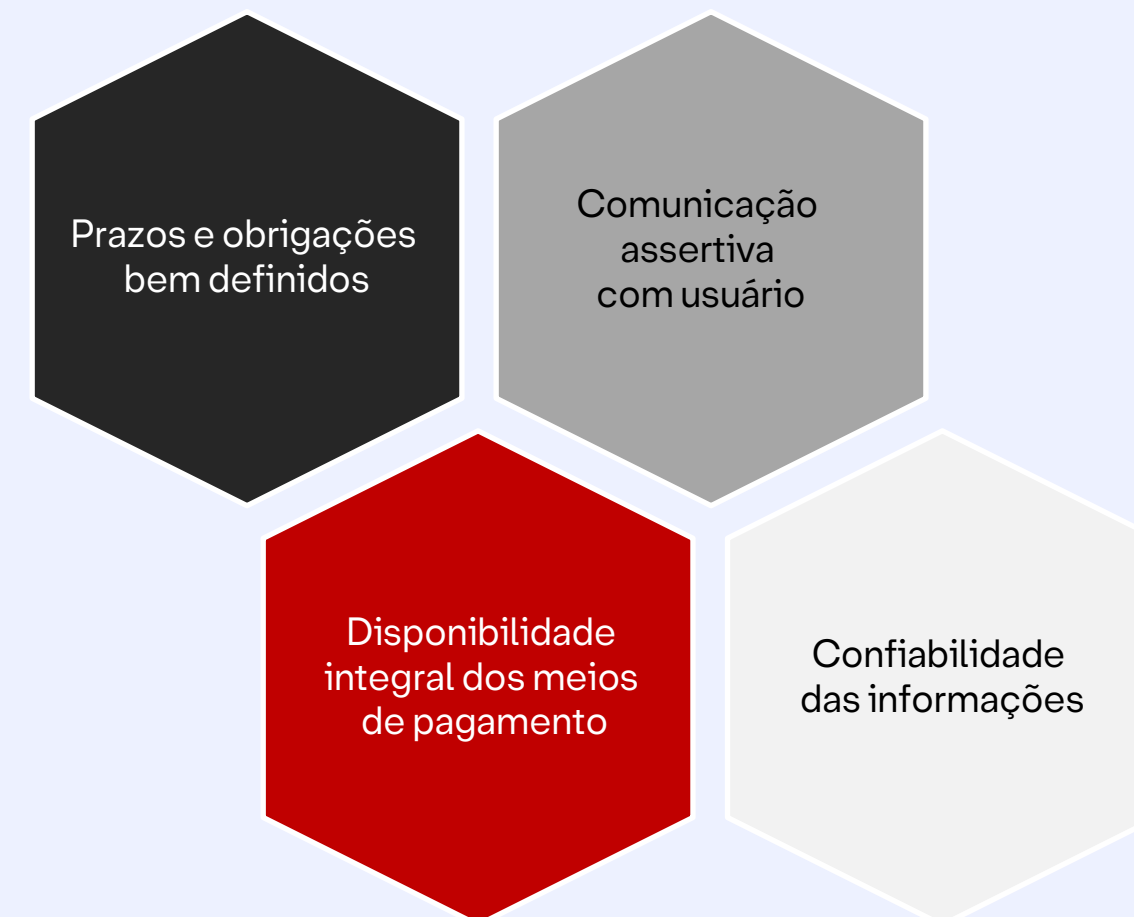 Prazos e obrigações
bem definidos
Comunicação
assertiva
com usuário
Disponibilidade
integral dos meios
de pagamento
Confiabilidade
das informações